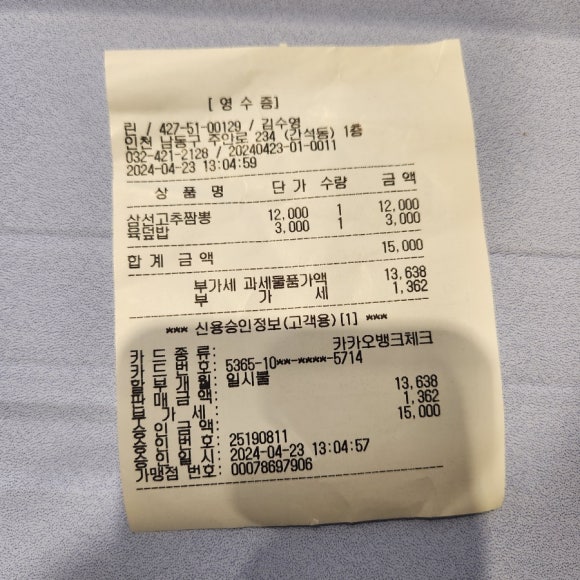 [ 영 수 증]
린 / 427-51-00129 / 김수영
인천 남동구 주안로 234 (간석동) 1층
032-421-2128 / 20240423-01-0011
2024-04-23 13:04:59
상 품 명 단 가 수량 금 액
삼선고추짬뽕 12,000 1 12,000
육덮밥 3,000 1 3,000
합 계 금 액 15,000
부가세 과세물품가액 13,638
부 가 세 1,362
*** 신용승인정보(고객용)[1] ***
카 드 종 류: 카카오뱅크체크
카 드 번 호: 5365-10**-****-5714
할 부 개 월: 일시불
판 매 금 액: 13,638
부 가 세 : 1,362
승 인 금 액: 15,000
승 인 번 호: 25190811
승 인 일 시: 2024-04-23 13:04:57
가맹점 번호: 00078697906